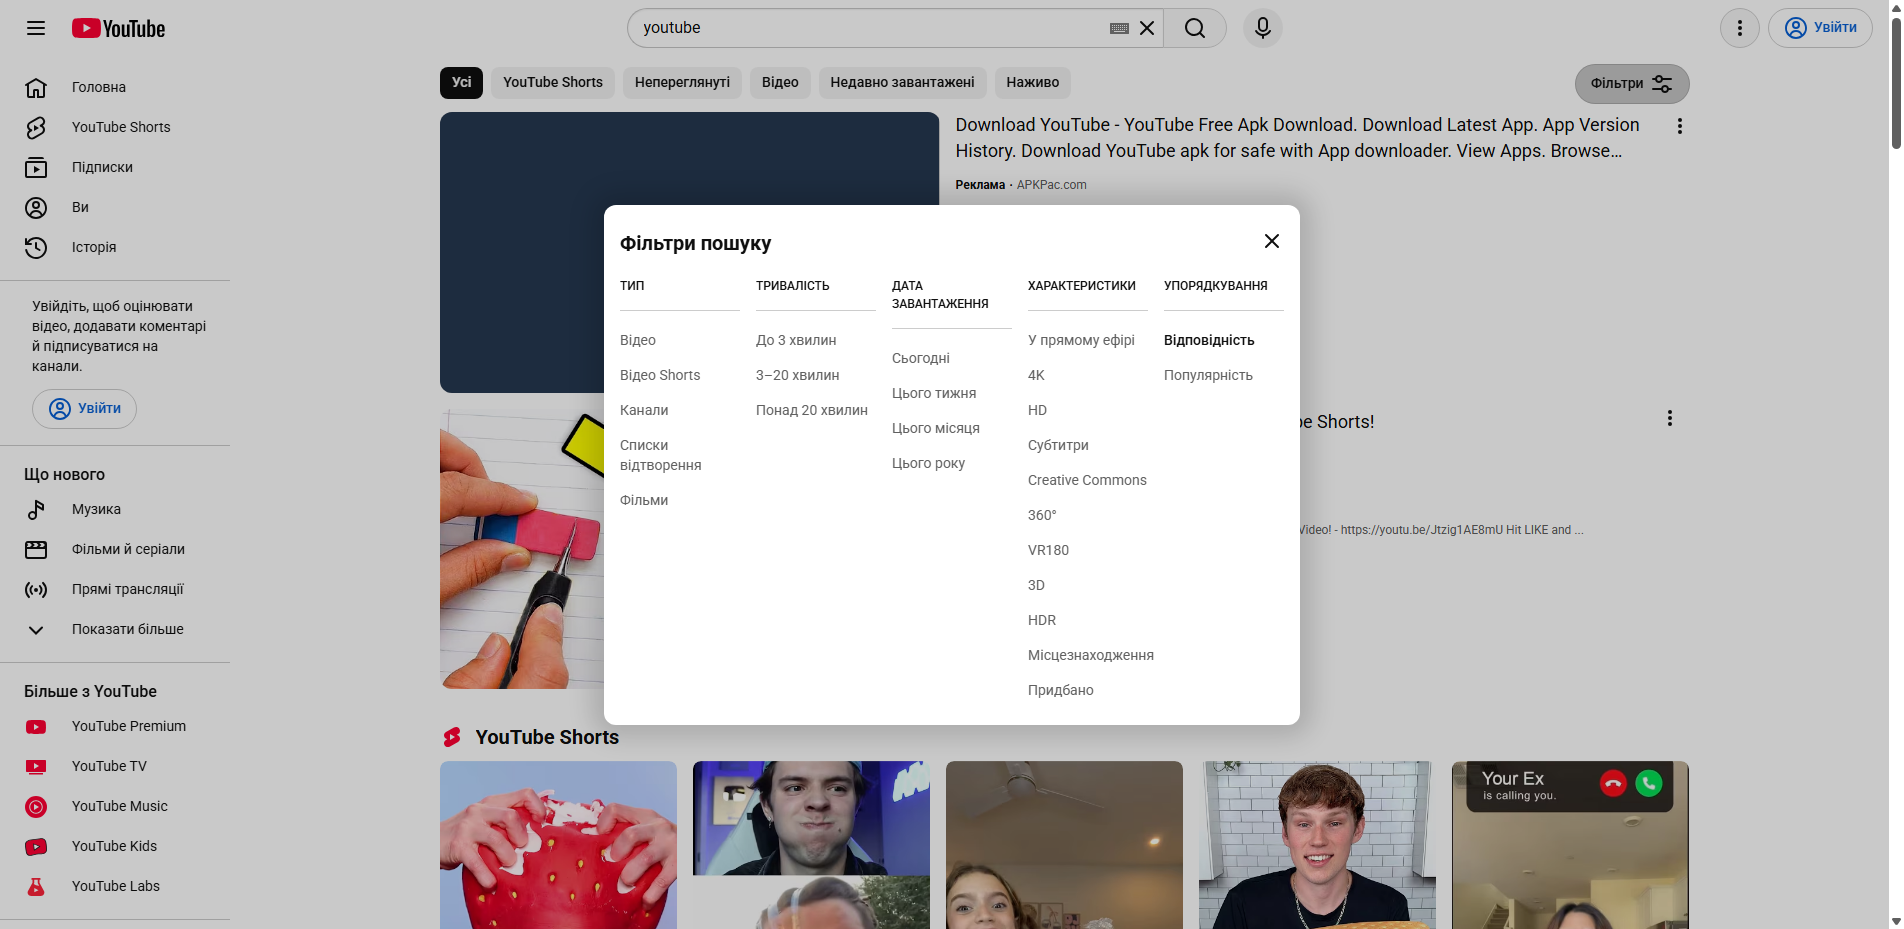 YouTube
youtube
Увійти
Головна
YouTube Shorts
Підписки
Ви
Історія
Увійдіть, щоб оцінювати
відео, додавати коментарі
й підписуватися на
канали.
Увійти
Що нового
Музика
Фільми й серіали
Прямі трансляції
Показати більше
Більше з YouTube
YouTube Premium
YouTube TV
YouTube Music
YouTube Kids
YouTube Labs
Усі
YouTube Shorts
Непереглянуті
Відео
Недавно завантажені
Наживо
Фільтри
Download YouTube - YouTube Free Apk Download. Download Latest App. App Version
History. Download YouTube apk for safe with App downloader. View Apps. Browse…
Реклама · APKPac.com
Фільтри пошуку
ТИП
Відео
Відео Shorts
Канали
Списки
відтворення
Фільми
ТРИВАЛІСТЬ
До 3 хвилин
3–20 хвилин
Понад 20 хвилин
ДАТА
ЗАВАНТАЖЕННЯ
Сьогодні
Цього тижня
Цього місяця
Цього року
ХАРАКТЕРИСТИКИ
У прямому ефірі
4K
HD
Субтитри
Creative Commons
360°
VR180
3D
HDR
Місцезнаходження
Придбано
УПОРЯДКУВАННЯ
Відповідність
Популярність
be Shorts!
Video! - https://youtu.be/Jtzig1AE8mU Hit LIKE and ...
YouTube Shorts
Your Ex
is calling you.